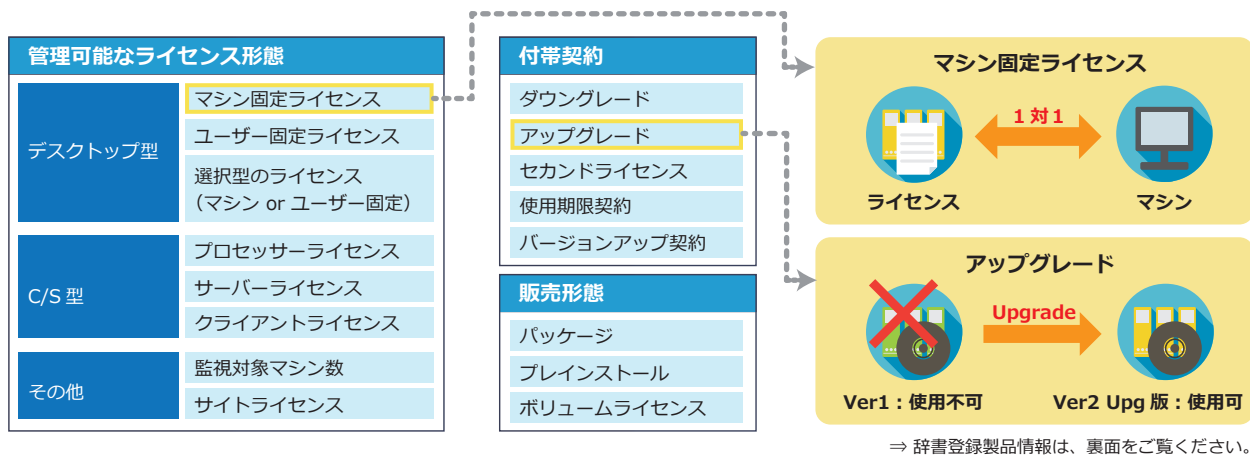 管理可能なライセンス形態
デスクトップ型
マシン固定ライセンス
ユーザー固定ライセンス
選択型のライセンス
（マシン or ユーザー固定）
C/S 型
プロセッサーライセンス
サーバーライセンス
クライアントライセンス
その他
監視対象マシン数
サイトライセンス
付帯契約
ダウングレード
アップグレード
セカンドライセンス
使用期限契約
バージョンアップ契約
販売形態
パッケージ
プレインストール
ボリュームライセンス
マシン固定ライセンス
1 対 1
ライセンス
マシン
アップグレード
Upgrade
Ver1：使用不可
Ver2 Upg 版：使用可
⇒ 辞書登録製品情報は、裏面をご覧ください。